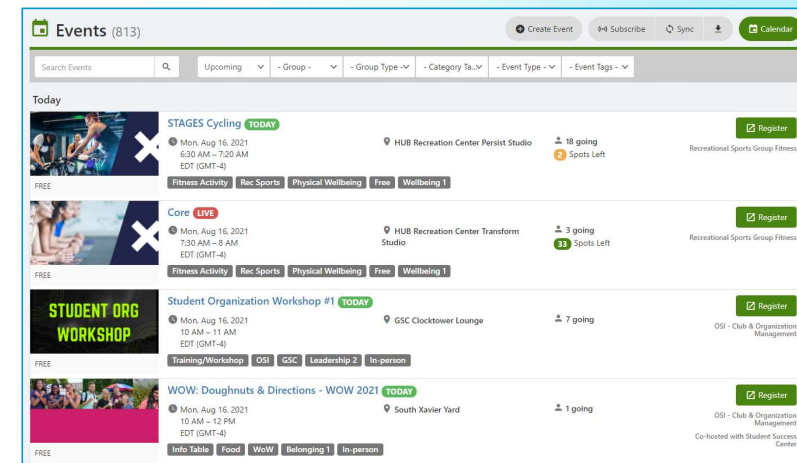 Events (813)
Create Event
Subscribe
Sync
Calendar
Search Events
Upcoming
- Group -
- Group Type -
- Category Ta...
- Event Type -
- Event Tags -
Today
STAGES Cycling TODAY
Mon, Aug 16, 2021
6:30 AM – 7:20 AM
EDT (GMT-4)
HUB Recreation Center Persist Studio
18 going
2 Spots Left
Register
Recreational Sports Group Fitness
FREE
Fitness Activity Rec Sports Physical Wellbeing Free Wellbeing 1
Core LIVE
Mon, Aug 16, 2021
7:30 AM – 8 AM
EDT (GMT-4)
HUB Recreation Center Transform
Studio
3 going
33 Spots Left
Register
Recreational Sports Group Fitness
FREE
Fitness Activity Rec Sports Physical Wellbeing Free Wellbeing 1
STUDENT ORG
WORKSHOP
Student Organization Workshop #1 TODAY
Mon, Aug 16, 2021
10 AM – 11 AM
EDT (GMT-4)
GSC Clocktower Lounge
7 going
Register
OSI - Club & Organization
Management
FREE
Training/Workshop OSI GSC Leadership 2 In-person
WOW: Doughnuts & Directions - WOW 2021 TODAY
Mon, Aug 16, 2021
10 AM – 12 PM
EDT (GMT-4)
South Xavier Yard
1 going
Register
OSI - Club & Organization
Management
Co-hosted with Student Success
Center
FREE
Info Table Food WoW Belonging 1 In-person